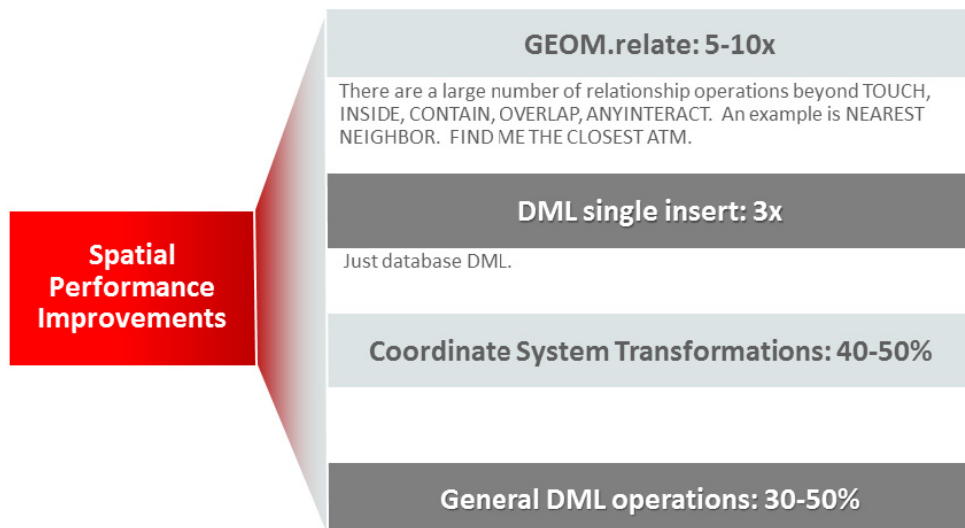 GEOM.relate: 5-10x
There are a large number of relationship operations beyond TOUCH,
INSIDE, CONTAIN, OVERLAP, ANYINTERACT.  An example is NEAREST
NEIGHBOR.  FIND ME THE CLOSEST ATM.
DML single insert: 3x
Just database DML.
Spatial
Performance
Improvements
Coordinate System Transformations: 40-50%
General DML operations: 30-50%